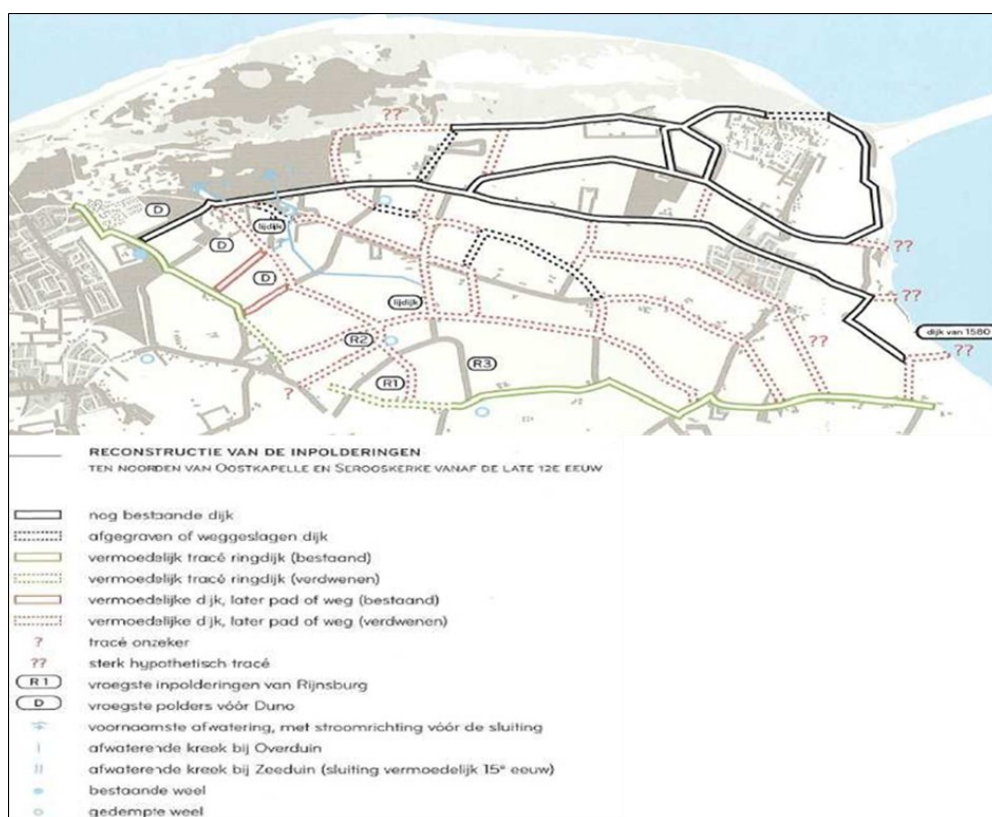 ??
D
D
lijdijk
D
lijdijk
R2
R1
R3
?
??
??
??
??
dijk van 1580
RECONSTRUCTIE VAN DE INPOLDERINGEN
TEN NOORDEN VAN OOSTKAPELLE EN SEROOSKERKE VANAF DE LATE 12E EEUW
nog bestaande dijk
afgegraven of weggeslagen dijk
vermoedelijk tracé ringdijk (bestaand)
vermoedelijk tracé ringdijk (verdwenen)
vermoedelijke dijk, later pad of weg (bestaand)
vermoedelijke dijk, later pad of weg (verdwenen)
? tracé onzeker
?? sterk hypothetisch tracé
R1 vroegste inpolderingen van Rijnsburg
D vroegste polders vóór Duno
voornaamste afwatering, met stroomrichting vóór de sluiting
afwaterende kreek bij Overduin
afwaterende kreek bij Zeeduin (sluiting vermoedelijk 15e eeuw)
bestaande weel
gedempte weel